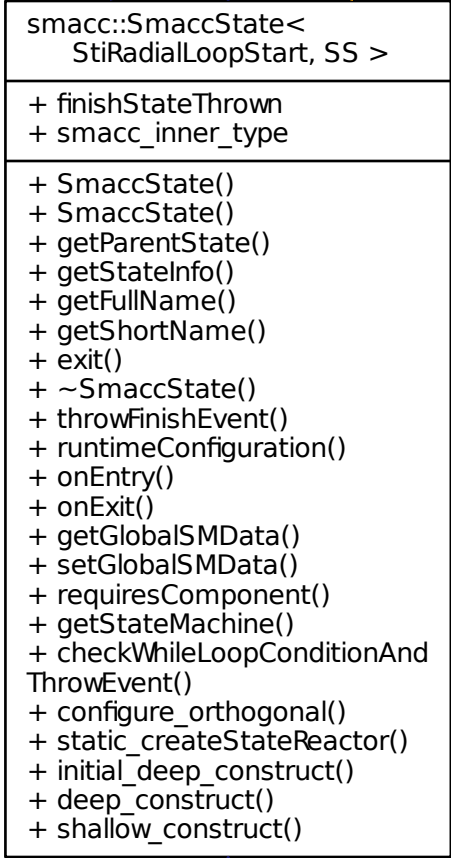 smacc::SmaccState<
StiRadialLoopStart, SS >
+ finishStateThrown
+ smacc_inner_type
+ SmaccState()
+ SmaccState()
+ getParentState()
+ getStateInfo()
+ getFullName()
+ getShortName()
+ exit()
+ ~SmaccState()
+ throwFinishEvent()
+ runtimeConfiguration()
+ onEntry()
+ onExit()
+ getGlobalSMData()
+ setGlobalSMData()
+ requiresComponent()
+ getStateMachine()
+ checkWhileLoopConditionAnd
ThrowEvent()
+ configure_orthogonal()
+ static_createStateReactor()
+ initial_deep_construct()
+ deep_construct()
+ shallow_construct()